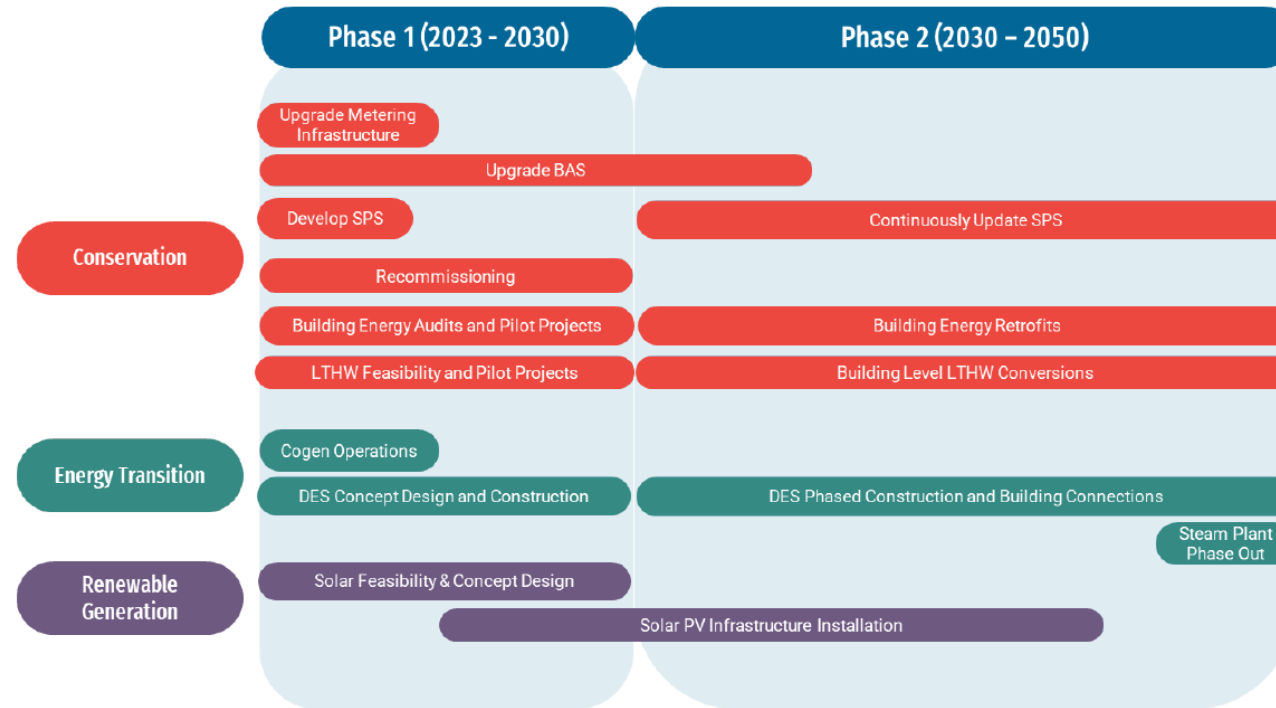 Phase 1 (2023 - 2030)
Phase 2 (2030 – 2050)
Conservation
Upgrade Metering
Infrastructure
Upgrade BAS
Develop SPS
Continuously Update SPS
Recommissioning
Building Energy Audits and Pilot Projects
Building Energy Retrofits
LTHW Feasibility and Pilot Projects
Building Level LTHW Conversions
Energy Transition
Cogen Operations
DES Concept Design and Construction
DES Phased Construction and Building Connections
Steam Plant
Phase Out
Renewable
Generation
Solar Feasibility & Concept Design
Solar PV Infrastructure Installation